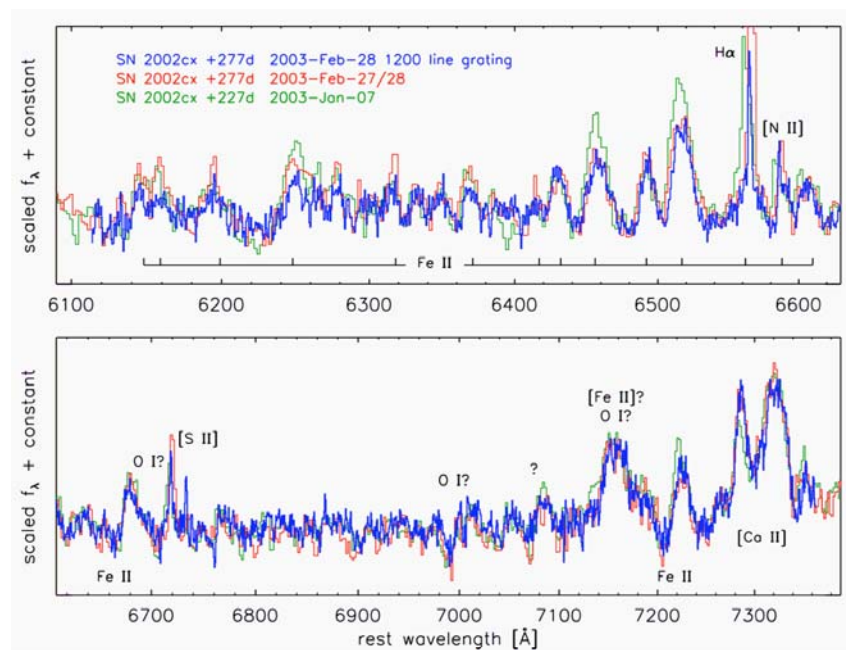 SN 2002cx +277d 2003-Feb-28 1200 line grating
SN 2002cx +277d 2003-Feb-27/28
SN 2002cx +227d 2003-Jan-07
Hα
[N II]
scaled fλ + constant
Fe II
6100 6200 6300 6400 6500 6600
[Fe II]?
O I?
[S II]
O I?
O I?
?
scaled fλ + constant
[Ca II]
Fe II
Fe II
6700 6800 6900 7000 7100 7200 7300
rest wavelength [Å]